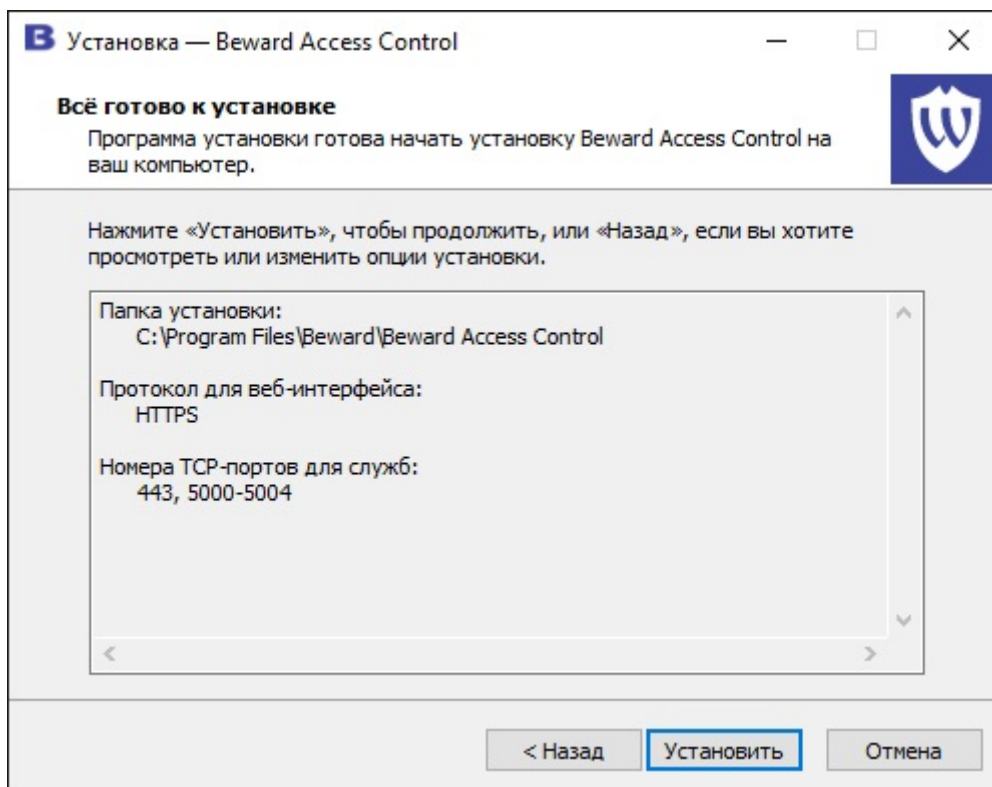 B Установка — Beward Access Control
Всё готово к установке
Программа установки готова начать установку Beward Access Control на
ваш компьютер.
Нажмите «Установить», чтобы продолжить, или «Назад», если вы хотите
просмотреть или изменить опции установки.
Папка установки:
C:\Program Files\Beward\Beward Access Control
Протокол для веб-интерфейса:
HTTPS
Номера TCP-портов для служб:
443, 5000-5004
< Назад
Установить
Отмена